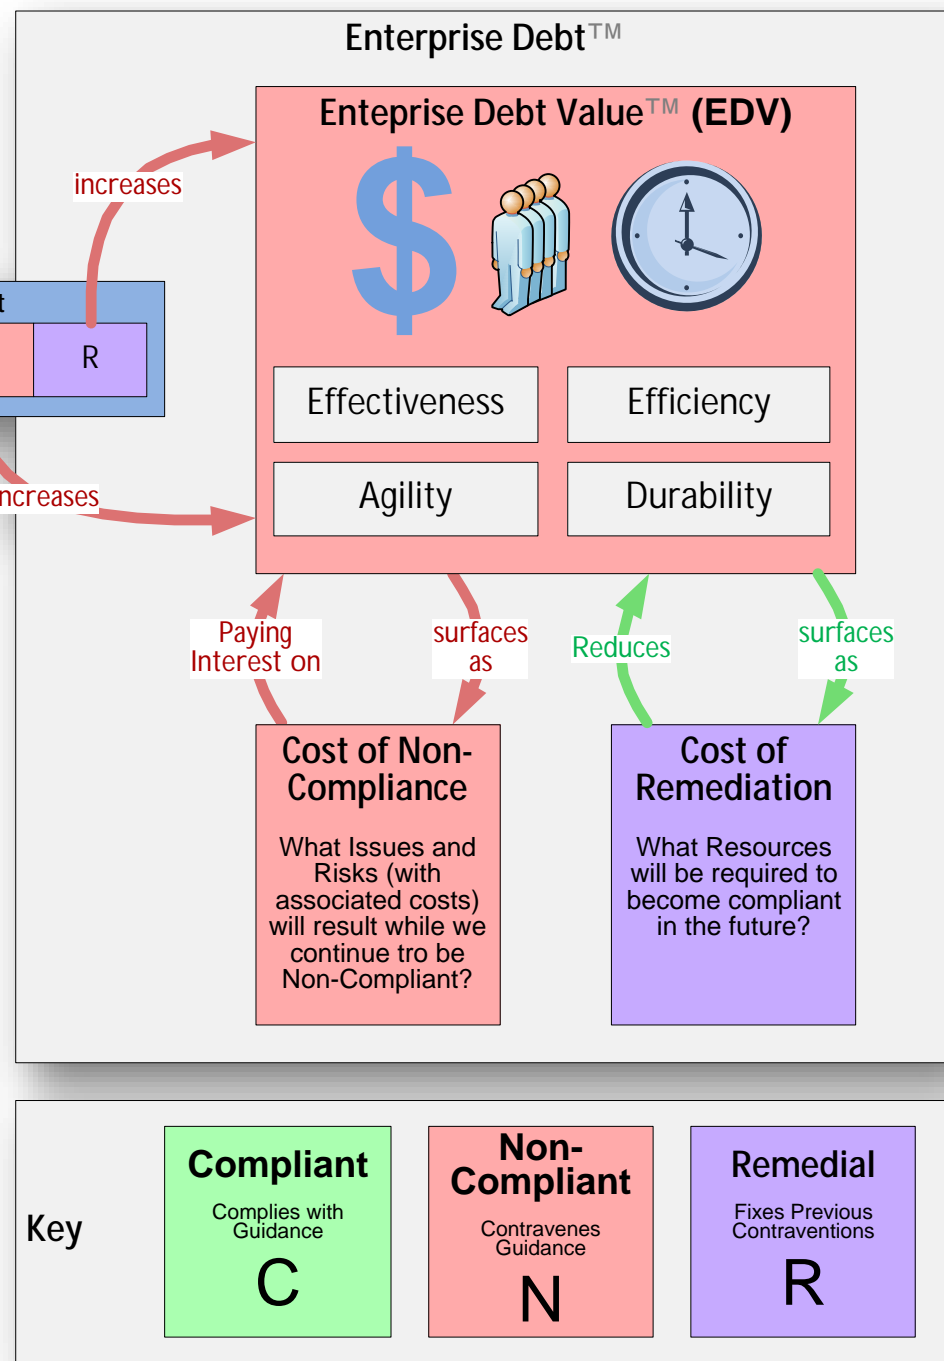 Enterprise Debt™
Enteprise Debt Value™ (EDV)
$
increases
t
R
Effectiveness
Efficiency
Agility
Durability
ncreases
Paying
Interest on
surfaces
as
Reduces
surfaces
as
Cost of Non-
Compliance
What Issues and
Risks (with
associated costs)
will result while we
continue tro be
Non-Compliant?
Cost of
Remediation
What Resources
will be required to
become compliant
in the future?
Key
Compliant
Complies with
Guidance
C
Non-
Compliant
Contravenes
Guidance
N
Remedial
Fixes Previous
Contraventions
R